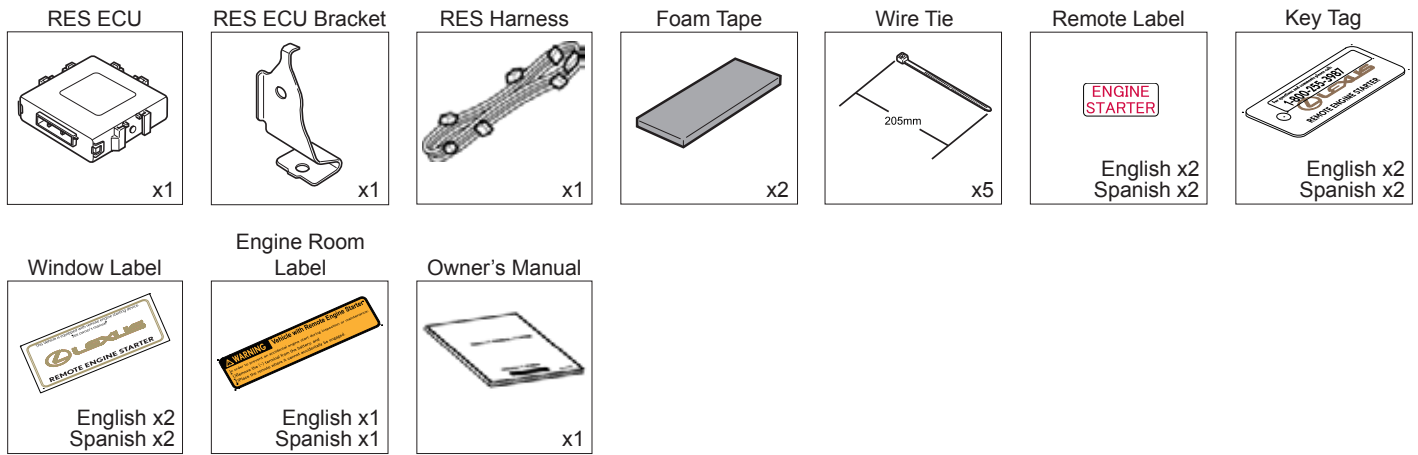 RES ECU
x1
RES ECU Bracket
x1
RES Harness
x1
Foam Tape
x2
Wire Tie
205mm
x5
Remote Label
ENGINE
STARTER
English x2
Spanish x2
Key Tag
1-800-255-3987
LEXUS
REMOTE ENGINE STARTER
English x2
Spanish x2
Window Label
LEXUS
REMOTE ENGINE STARTER
English x2
Spanish x2
Engine Room
Label
WARNING Vehicle with Remote Engine Starter
English x1
Spanish x1
Owner’s Manual
x1